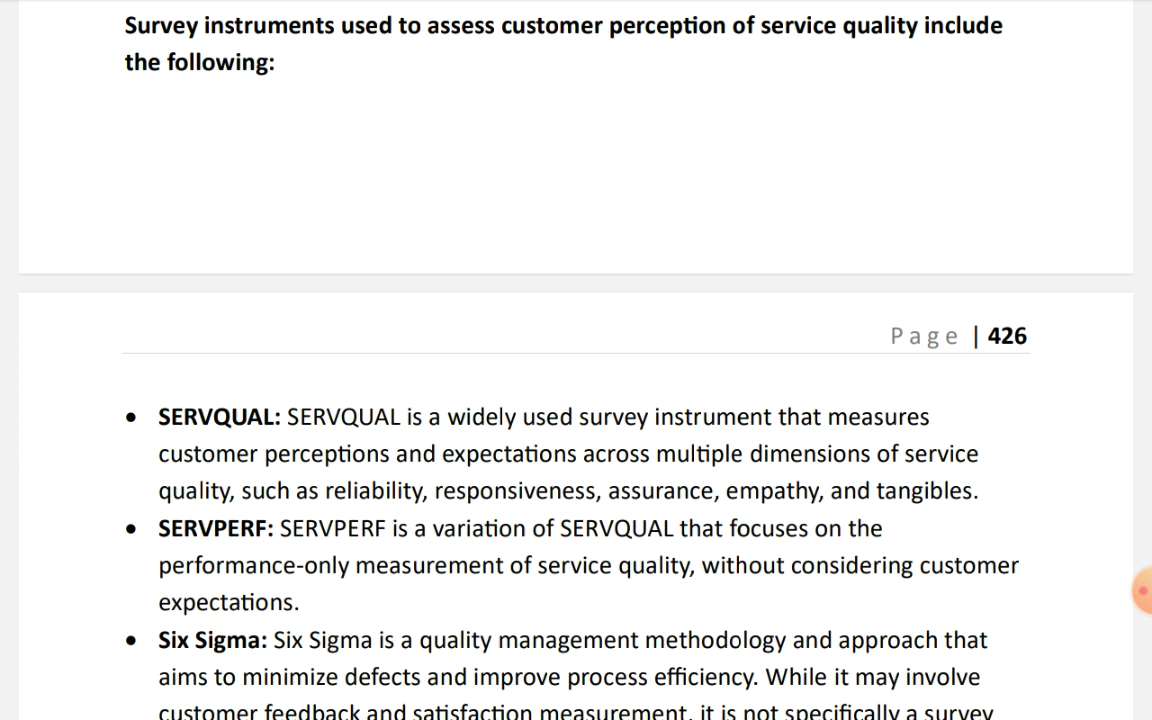 Survey instruments used to assess customer perception of service quality include
the following:
Page | 426
• SERVQUAL: SERVQUAL is a widely used survey instrument that measures
customer perceptions and expectations across multiple dimensions of service
quality, such as reliability, responsiveness, assurance, empathy, and tangibles.
• SERVPERF: SERVPERF is a variation of SERVQUAL that focuses on the
performance-only measurement of service quality, without considering customer
expectations.
• Six Sigma: Six Sigma is a quality management methodology and approach that
aims to minimize defects and improve process efficiency. While it may involve
customer feedback and satisfaction measurement, it is not specifically a survey